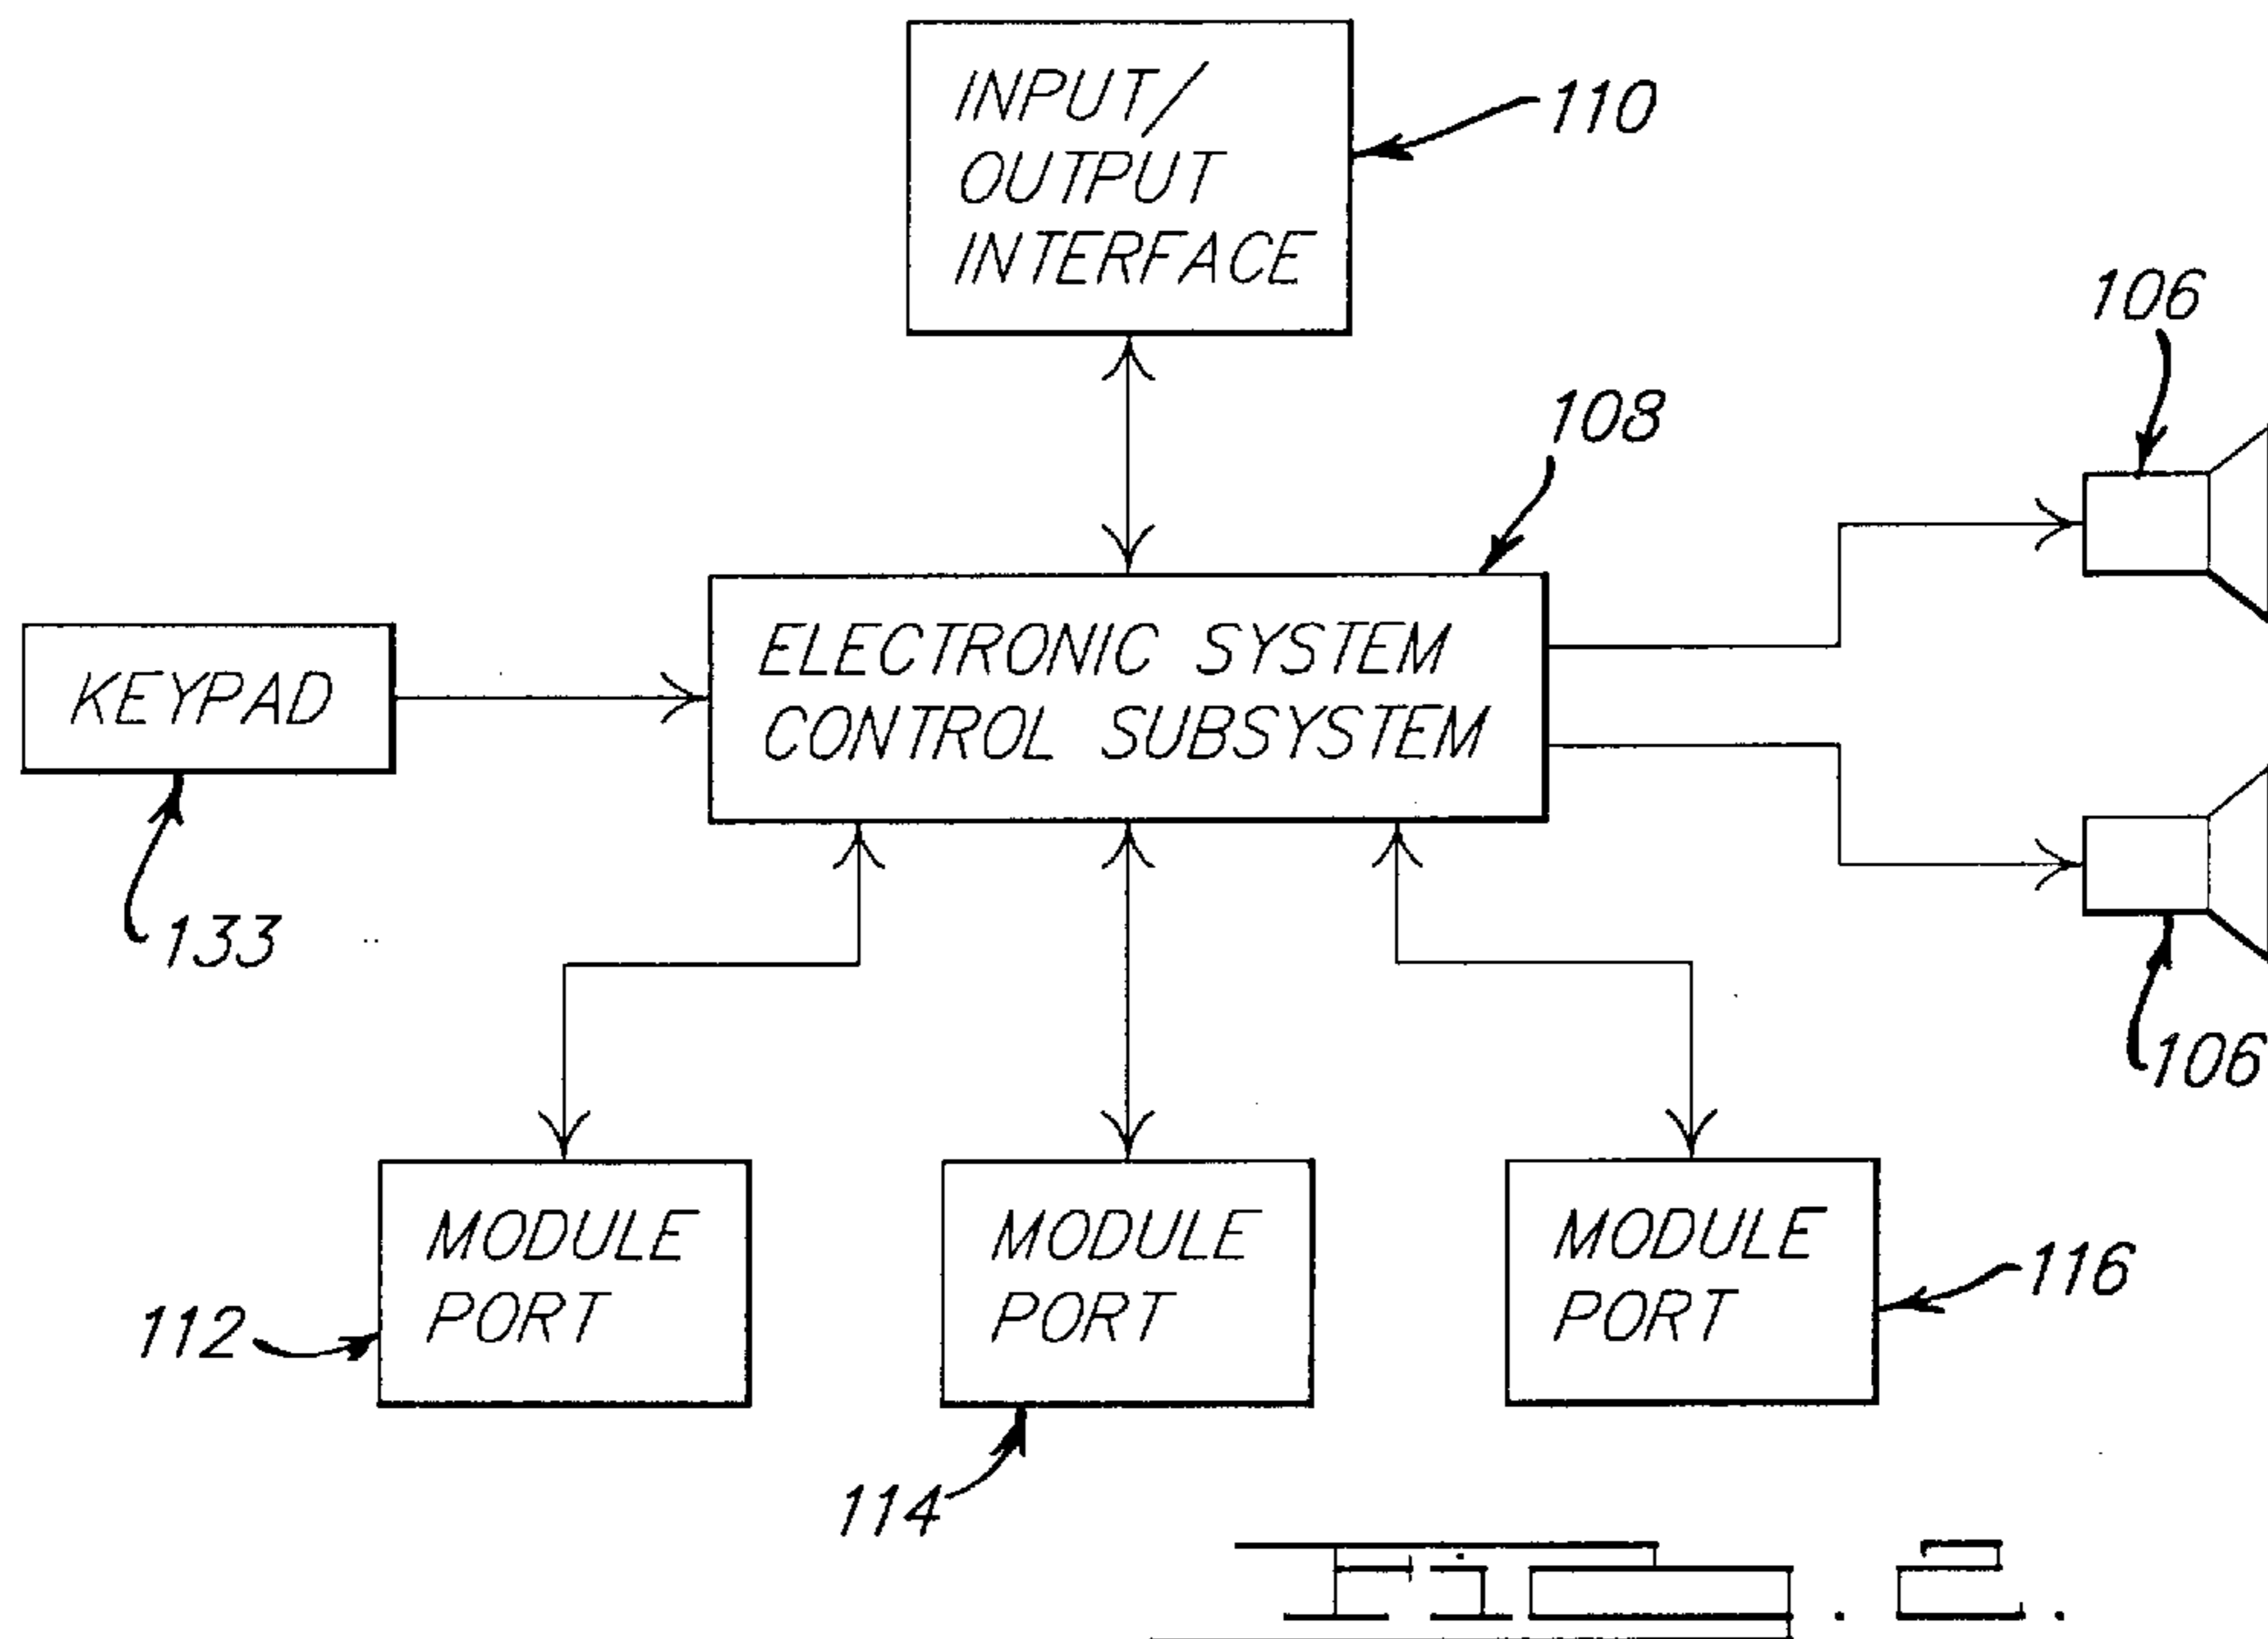 INPUT/
OUTPUT
INTERFACE
110
106
108
ELECTRONIC SYSTEM
CONTROL SUBSYSTEM
KEYPAD
133
106
MODULE
PORT
112
MODULE
PORT
114
MODULE
PORT
116
Fig. 2.